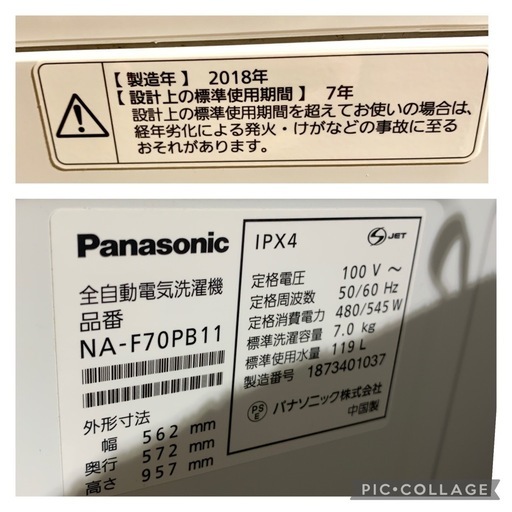 【製造年】 2018年
【設計上の標準使用期間】 7年
設計上の標準使用期間を超えてお使いの場合は、
経年劣化による発火・けがなどの事故に至る
おそれがあります。
Panasonic
全自動電気洗濯機
品番
NA-F70PB11
外形寸法
幅 562 mm
奥行 572 mm
高さ 957 mm
IPX4
S JET
定格電圧 100 V ～
定格周波数 50/60 Hz
定格消費電力 480/545 W
標準洗濯容量 7.0 kg
標準使用水量 119 L
製造番号 1873401037
PS E パナソニック株式会社
中国製
PIC•COLLAGE